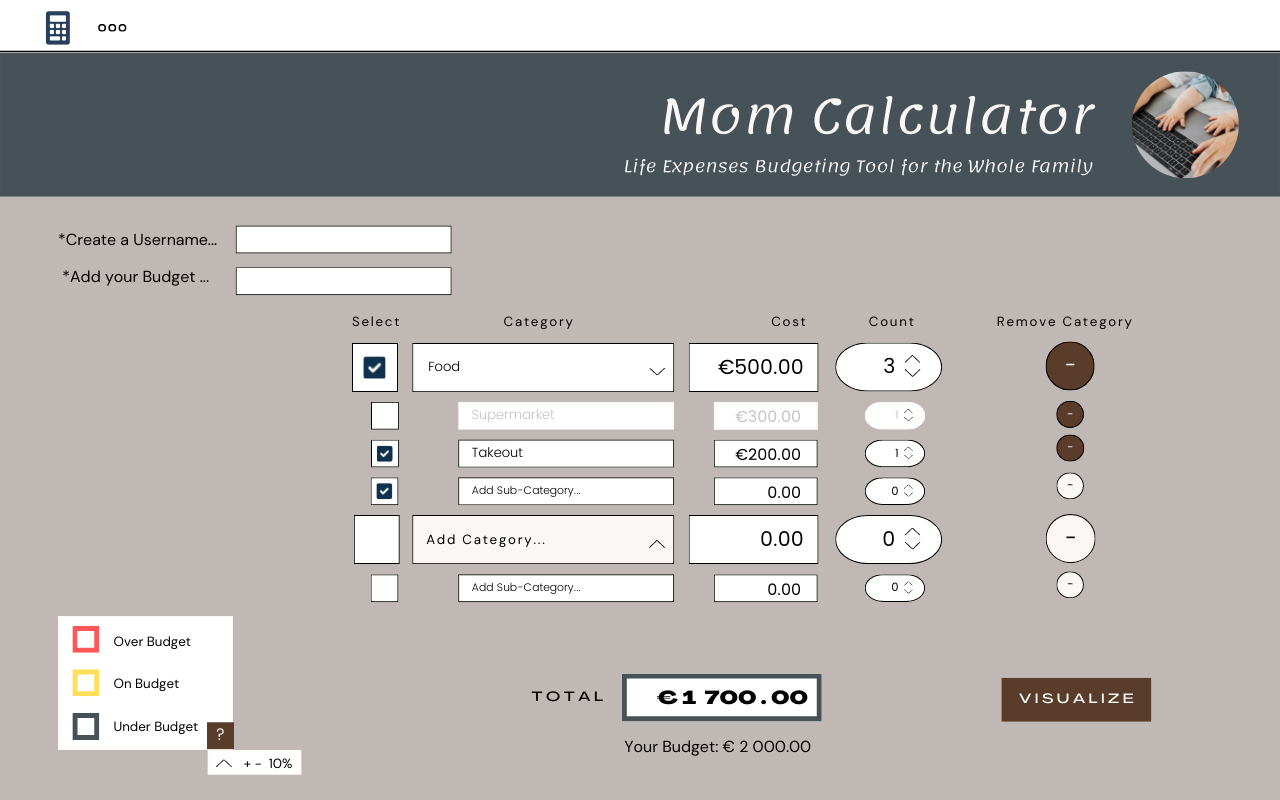 ooo
Mom Calculator
Life Expenses Budgeting Tool for the Whole Family
*Create a Username...
*Add your Budget ...
Select Category Cost Count Remove Category
Food €500.00 3 -
Supermarket €300.00 1 -
Takeout €200.00 1 -
Add Sub-Category... 0.00 0 -
Add Category... 0.00 0 -
Add Sub-Category... 0.00 0 -
Over Budget
On Budget
Under Budget
?
+ - 10%
TOTAL €1 700.00 VISUALIZE
Your Budget: € 2 000.00